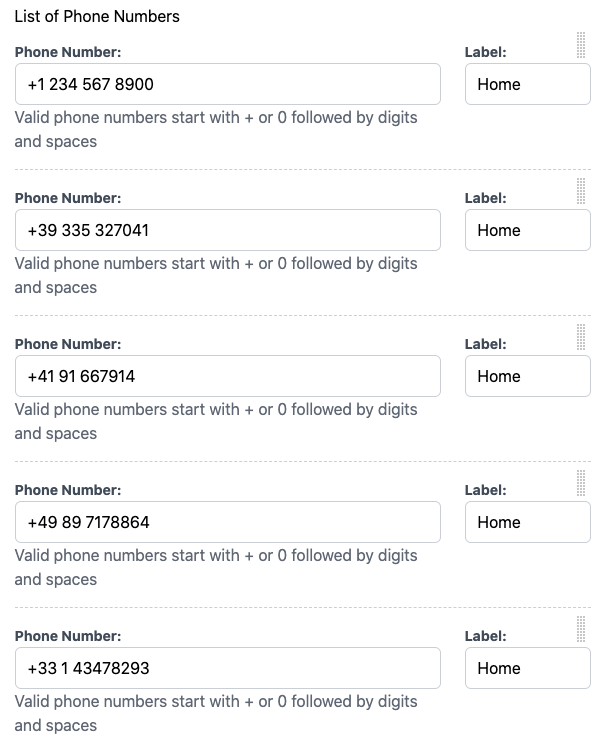 List of Phone Numbers
Phone Number: Label:
+1 234 567 8900 Home
Valid phone numbers start with + or 0 followed by digits
and spaces
Phone Number: Label:
+39 335 327041 Home
Valid phone numbers start with + or 0 followed by digits
and spaces
Phone Number: Label:
+41 91 667914 Home
Valid phone numbers start with + or 0 followed by digits
and spaces
Phone Number: Label:
+49 89 7178864 Home
Valid phone numbers start with + or 0 followed by digits
and spaces
Phone Number: Label:
+33 1 43478293 Home
Valid phone numbers start with + or 0 followed by digits
and spaces